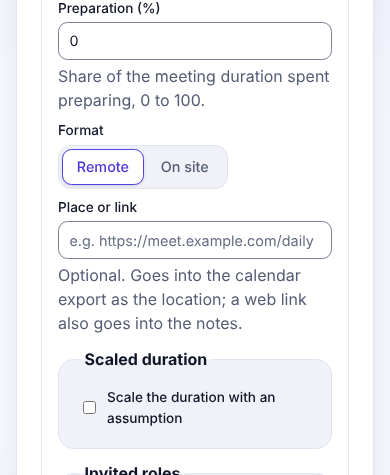 Preparation (%)
0
Share of the meeting duration spent
preparing, 0 to 100.
Format
Remote
On site
Place or link
e.g. https://meet.example.com/daily
Optional. Goes into the calendar
export as the location; a web link
also goes into the notes.
Scaled duration
Scale the duration with an
assumption
Invited roles